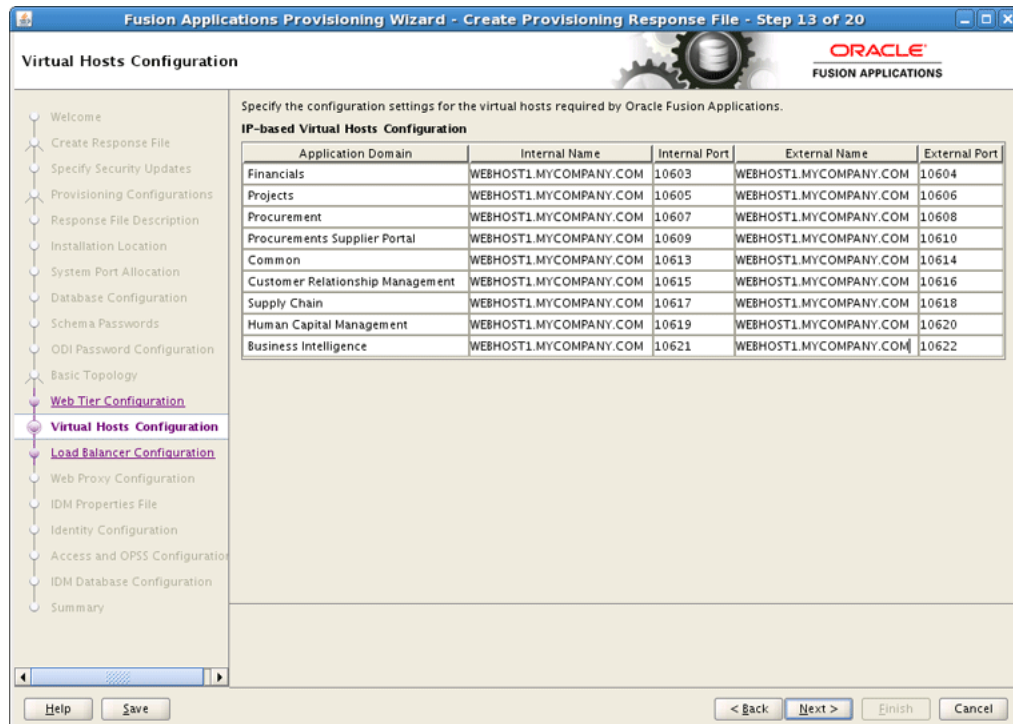 Fusion Applications Provisioning Wizard - Create Provisioning Response File - Step 13 of 20
Virtual Hosts Configuration
ORACLE
FUSION APPLICATIONS
Welcome
Create Response File
Specify Security Updates
Provisioning Configurations
Response File Description
Installation Location
System Port Allocation
Database Configuration
Schema Passwords
ODI Password Configuration
Basic Topology
Web Tier Configuration
Virtual Hosts Configuration
Load Balancer Configuration
Web Proxy Configuration
IDM Properties File
Identity Configuration
Access and OPSS Configuration
IDM Database Configuration
Summary
Specify the configuration settings for the virtual hosts required by Oracle Fusion Applications.
IP-based Virtual Hosts Configuration
Application Domain Internal Name Internal Port External Name External Port
Financials WEBHOST1.MYCOMPANY.COM 10603 WEBHOST1.MYCOMPANY.COM 10604
Projects WEBHOST1.MYCOMPANY.COM 10605 WEBHOST1.MYCOMPANY.COM 10606
Procurement WEBHOST1.MYCOMPANY.COM 10607 WEBHOST1.MYCOMPANY.COM 10608
Procurements Supplier Portal WEBHOST1.MYCOMPANY.COM 10609 WEBHOST1.MYCOMPANY.COM 10610
Common WEBHOST1.MYCOMPANY.COM 10613 WEBHOST1.MYCOMPANY.COM 10614
Customer Relationship Management WEBHOST1.MYCOMPANY.COM 10615 WEBHOST1.MYCOMPANY.COM 10616
Supply Chain WEBHOST1.MYCOMPANY.COM 10617 WEBHOST1.MYCOMPANY.COM 10618
Human Capital Management WEBHOST1.MYCOMPANY.COM 10619 WEBHOST1.MYCOMPANY.COM 10620
Business Intelligence WEBHOST1.MYCOMPANY.COM 10621 WEBHOST1.MYCOMPANY.COM 10622
Help Save < Back Next > Finish Cancel